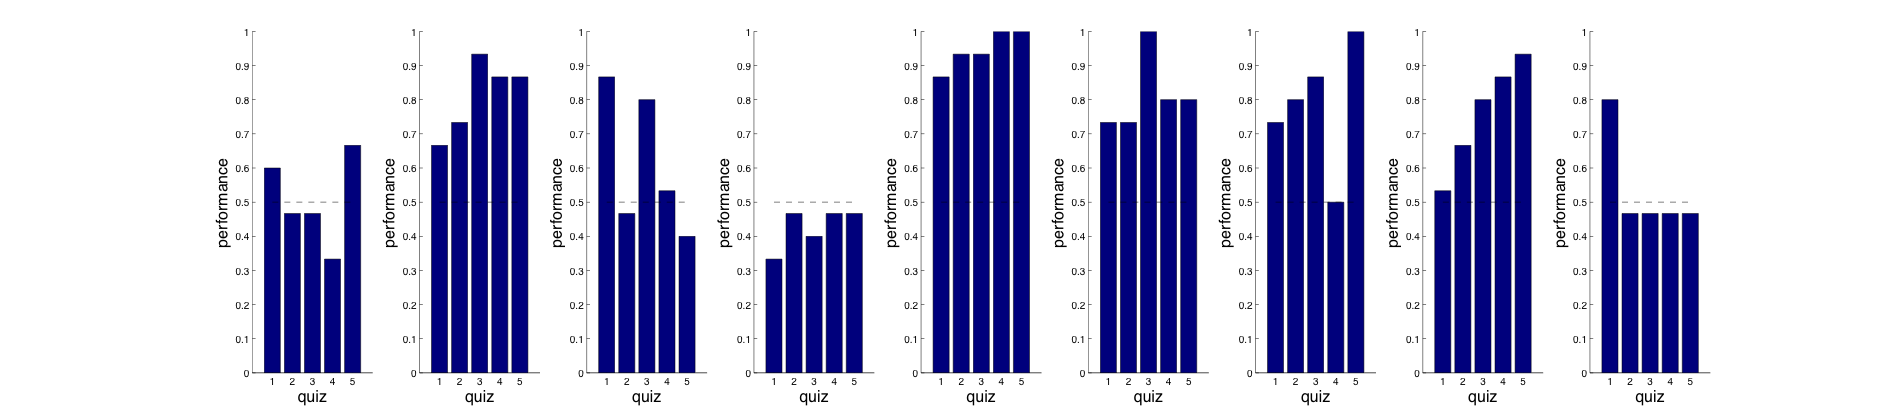 1 1 1 1 1 1 1 1 1
0.9 0.9 0.9 0.9 0.9 0.9 0.9 0.9 0.9
0.8 0.8 0.8 0.8 0.8 0.8 0.8 0.8 0.8
0.7 0.7 0.7 0.7 0.7 0.7 0.7 0.7 0.7
0.6 0.6 0.6 0.6 0.6 0.6 0.6 0.6 0.6
0.5 0.5 0.5 0.5 0.5 0.5 0.5 0.5 0.5
0.4 0.4 0.4 0.4 0.4 0.4 0.4 0.4 0.4
0.3 0.3 0.3 0.3 0.3 0.3 0.3 0.3 0.3
0.2 0.2 0.2 0.2 0.2 0.2 0.2 0.2 0.2
0.1 0.1 0.1 0.1 0.1 0.1 0.1 0.1 0.1
0 0 0 0 0 0 0 0 0
performance performance performance performance performance performance performance performance performance
1 2 3 4 5 1 2 3 4 5 1 2 3 4 5 1 2 3 4 5 1 2 3 4 5 1 2 3 4 5 1 2 3 4 5 1 2 3 4 5 1 2 3 4 5
quiz quiz quiz quiz quiz quiz quiz quiz quiz